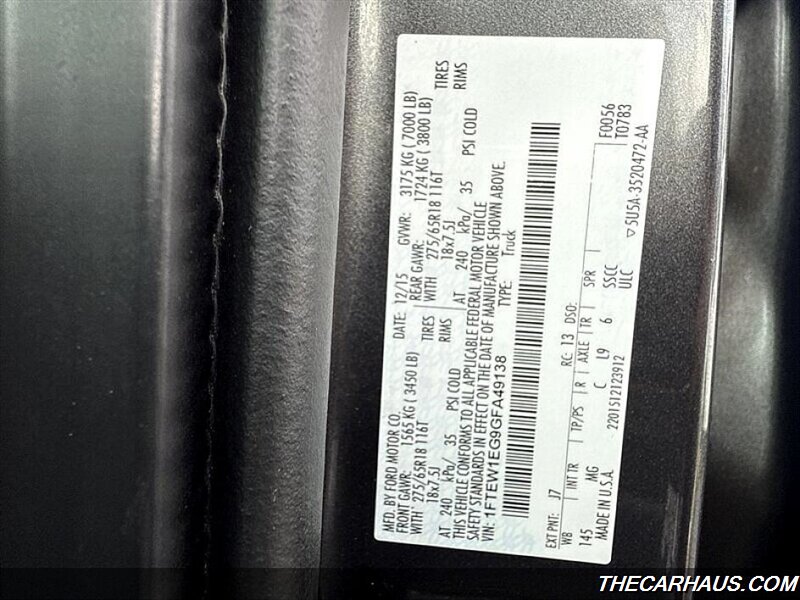 MFD. BY FORD MOTOR CO.
DATE: 12/15 GVWR: 3175 KG ( 7000 LB)
FRONT GAWR: 1565 KG ( 3450 LB) REAR GAWR: 1724 KG ( 3800 LB)
WITH 275/65R18 116T TIRES WITH 275/65R18 116T TIRES
18x7.5J RIMS 18x7.5J RIMS
AT 240 kPa/ 35 PSI COLD AT 240 kPa/ 35 PSI COLD
THIS VEHICLE CONFORMS TO ALL APPLICABLE FEDERAL MOTOR VEHICLE
SAFETY STANDARDS IN EFFECT ON THE DATE OF MANUFACTURE SHOWN ABOVE.
VIN: 1FTEW1EG9GFA49138 TYPE: Truck
EXT PNT: J7 RC: 13 DSO: F0056
WB INT TR TP/PS R AXLE TR SPR T0783
145 MG C L9 6 SSCC
MADE IN U.S.A. 2201512123912 ULC ▽5U5A-3520472-AA
THECARHAUS.COM